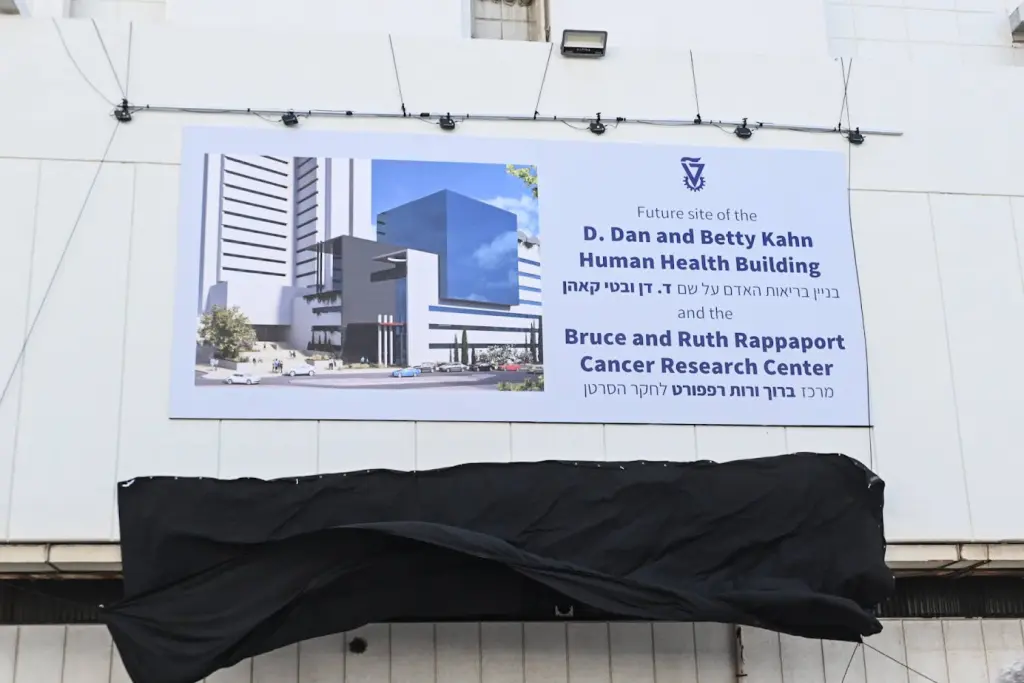 Future site of the
D. Dan and Betty Kahn
Human Health Building
בניין בריאות האדם על שם ד. דן ובטי קאהן
and the
Bruce and Ruth Rappaport
Cancer Research Center
מרכז ברוך ורות רפפורט לחקר הסרטן